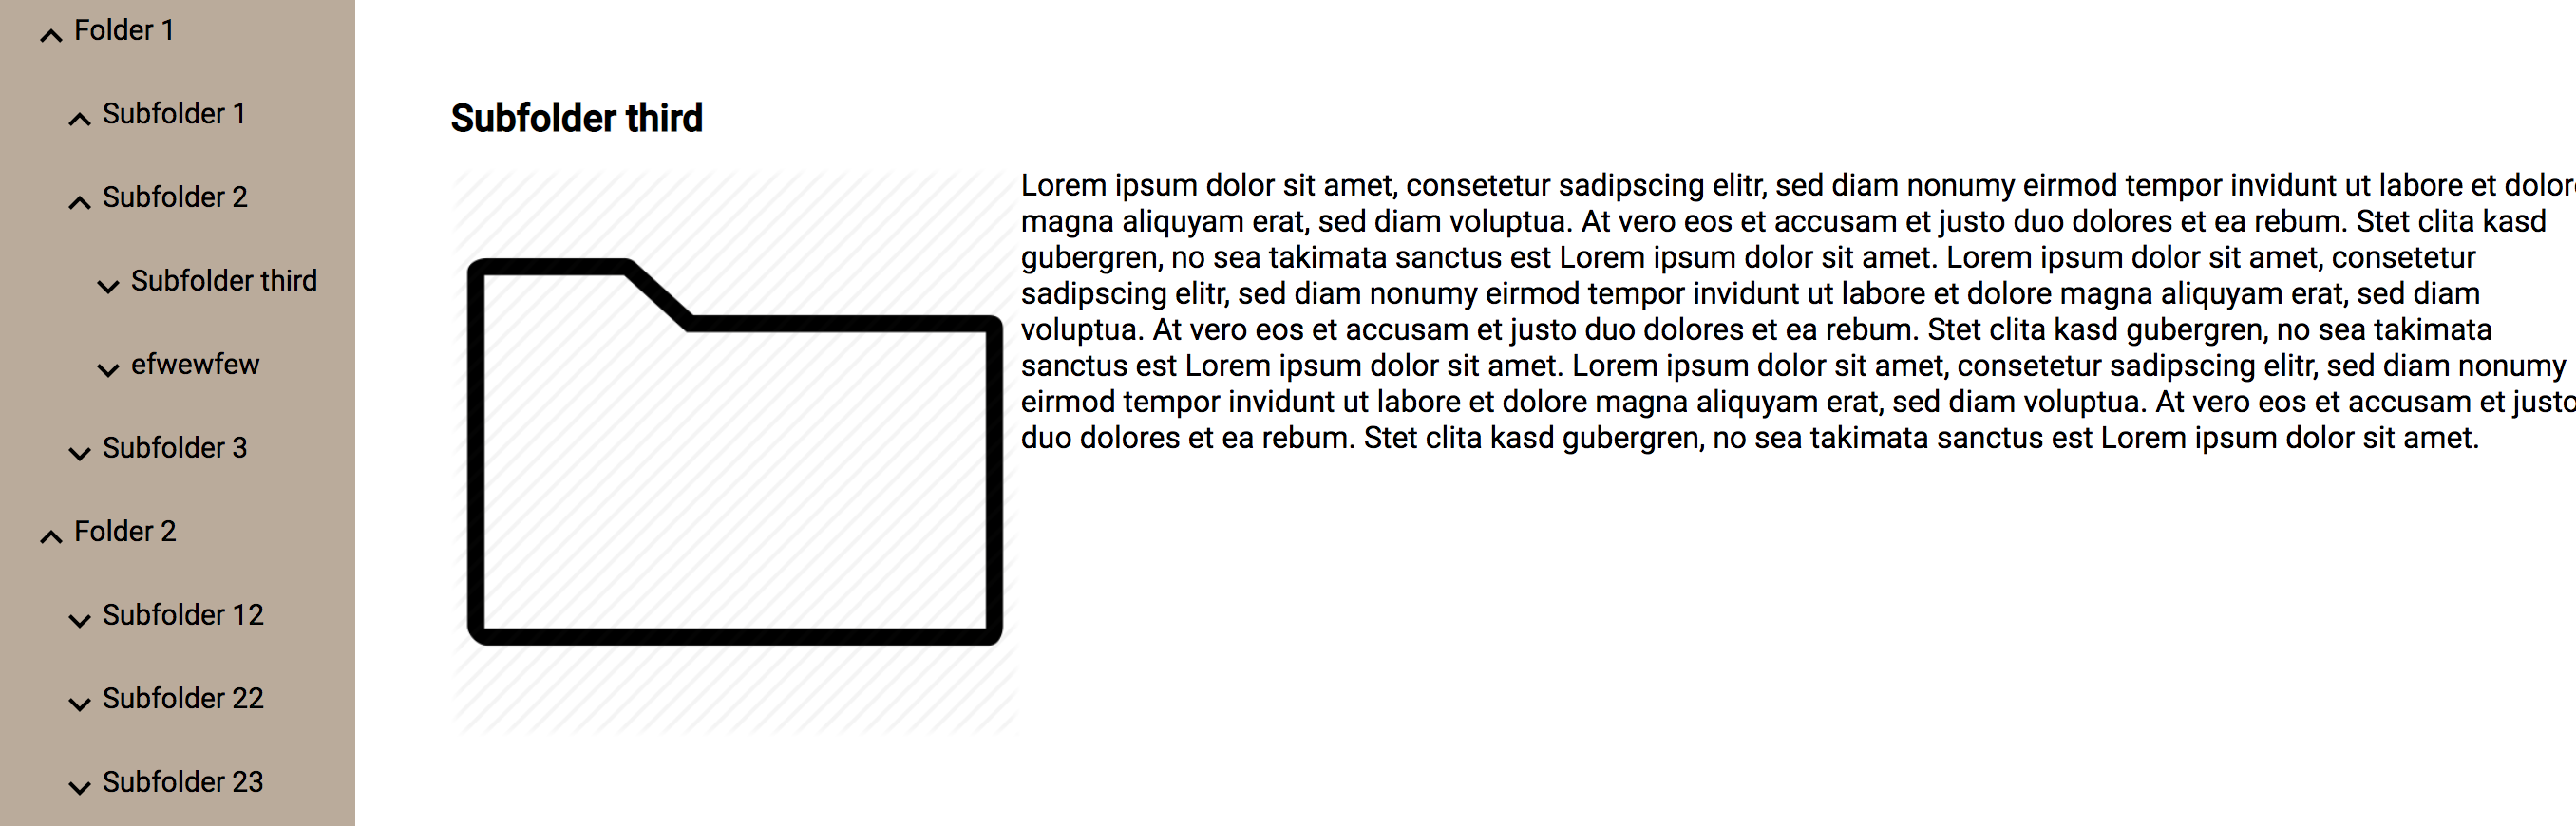 Folder 1
Subfolder 1
Subfolder 2
Subfolder third
efwewfew
Subfolder 3
Folder 2
Subfolder 12
Subfolder 22
Subfolder 23
Subfolder third
Lorem ipsum dolor sit amet, consetetur sadipscing elitr, sed diam nonumy eirmod tempor invidunt ut labore et dolore
magna aliquyam erat, sed diam voluptua. At vero eos et accusam et justo duo dolores et ea rebum. Stet clita kasd
gubergren, no sea takimata sanctus est Lorem ipsum dolor sit amet. Lorem ipsum dolor sit amet, consetetur
sadipscing elitr, sed diam nonumy eirmod tempor invidunt ut labore et dolore magna aliquyam erat, sed diam
voluptua. At vero eos et accusam et justo duo dolores et ea rebum. Stet clita kasd gubergren, no sea takimata
sanctus est Lorem ipsum dolor sit amet. Lorem ipsum dolor sit amet, consetetur sadipscing elitr, sed diam nonumy
eirmod tempor invidunt ut labore et dolore magna aliquyam erat, sed diam voluptua. At vero eos et accusam et justo
duo dolores et ea rebum. Stet clita kasd gubergren, no sea takimata sanctus est Lorem ipsum dolor sit amet.